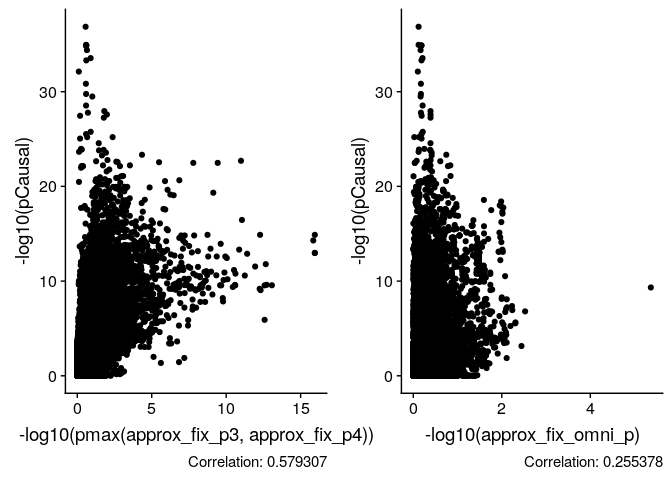 -log10(pCausal)
30
20
10
0
0 5 10 15
-log10(pmax(approx_fix_p3, approx_fix_p4))
Correlation: 0.579307
-log10(pCausal)
30
20
10
0
0 2 4
-log10(approx_fix_omni_p)
Correlation: 0.255378